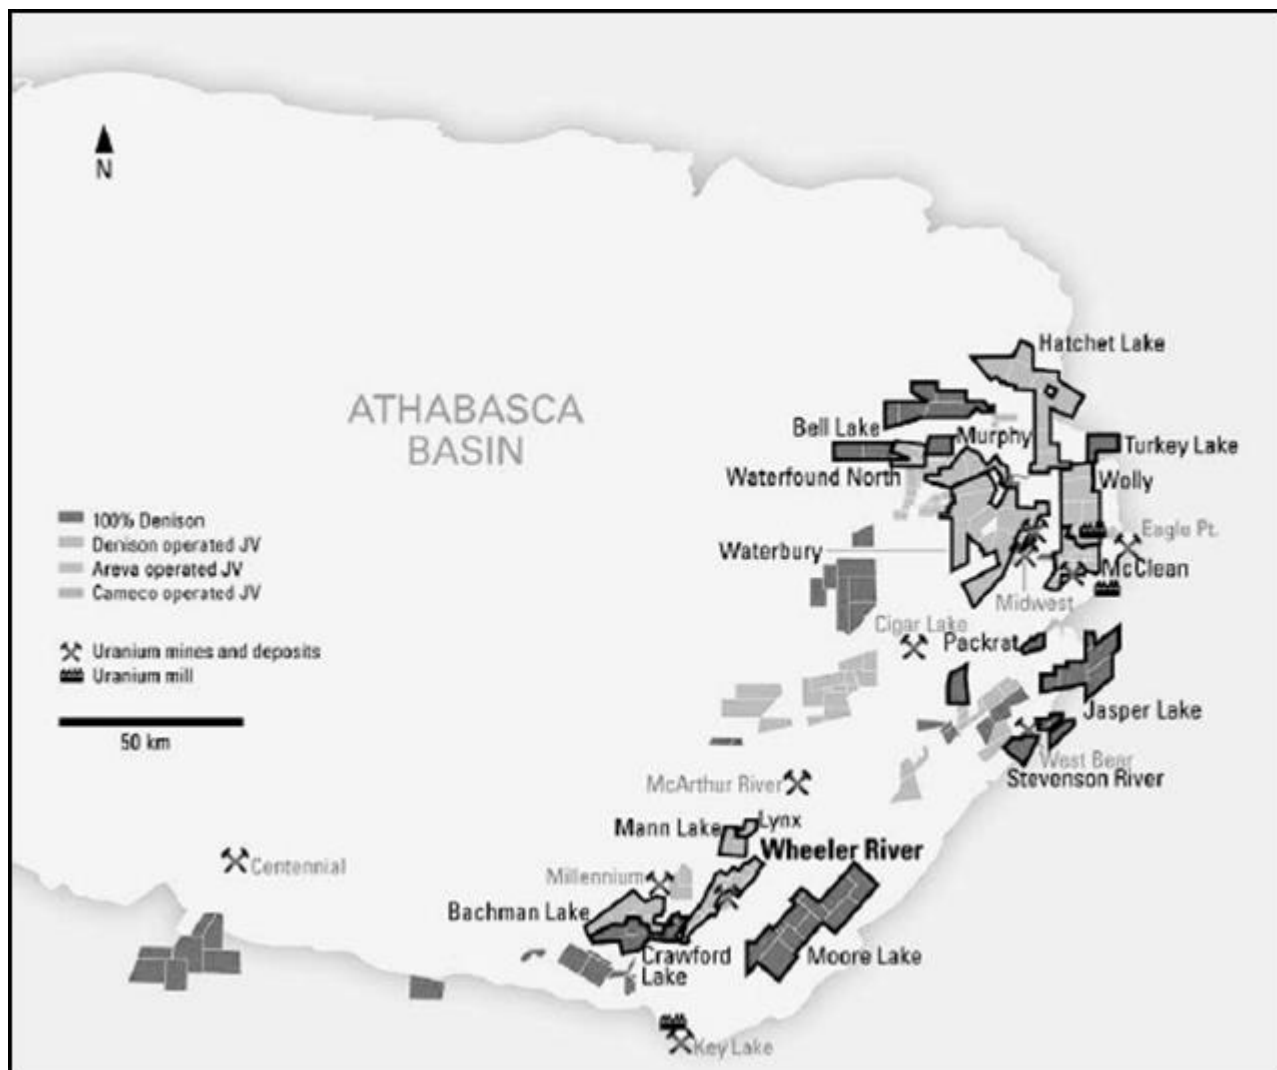 N
Hatchet Lake
ATHABASCA
BASIN
Bell Lake
Murphy
Turkey Lake
Waterfound North
Wolly
100% Denison
Denison operated JV
Areva operated JV
Cameco operated JV
Eagle Pt.
Waterbury
McClean
Midwest
Cigar Lake
Packrat
Uranium mines and deposits
Uranium mill
50 km
Jasper Lake
West Bear
Stevenson River
McArthur River
Mann Lake
Lynx
Wheeler River
Centennial
Millennium
Bachman Lake
Crawford
Lake
Moore Lake
Key Lake